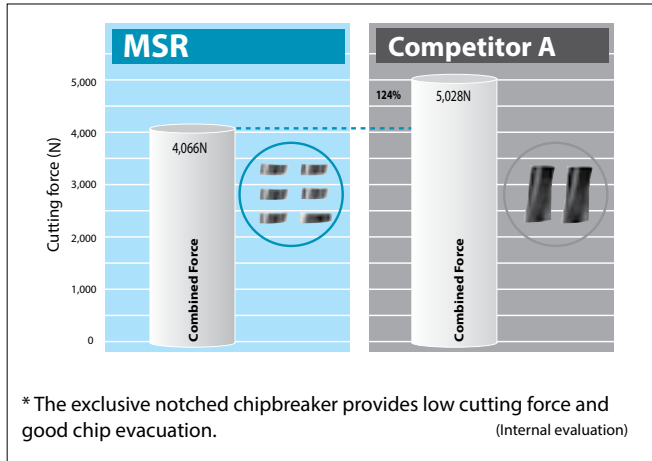 MSR
Competitor A
Cutting force (N)
5,000
4,000
3,000
2,000
1,000
0
4,066N
Combined Force
124%
5,028N
Combined Force
* The exclusive notched chipbreaker provides low cutting force and
good chip evacuation.
(Internal evaluation)